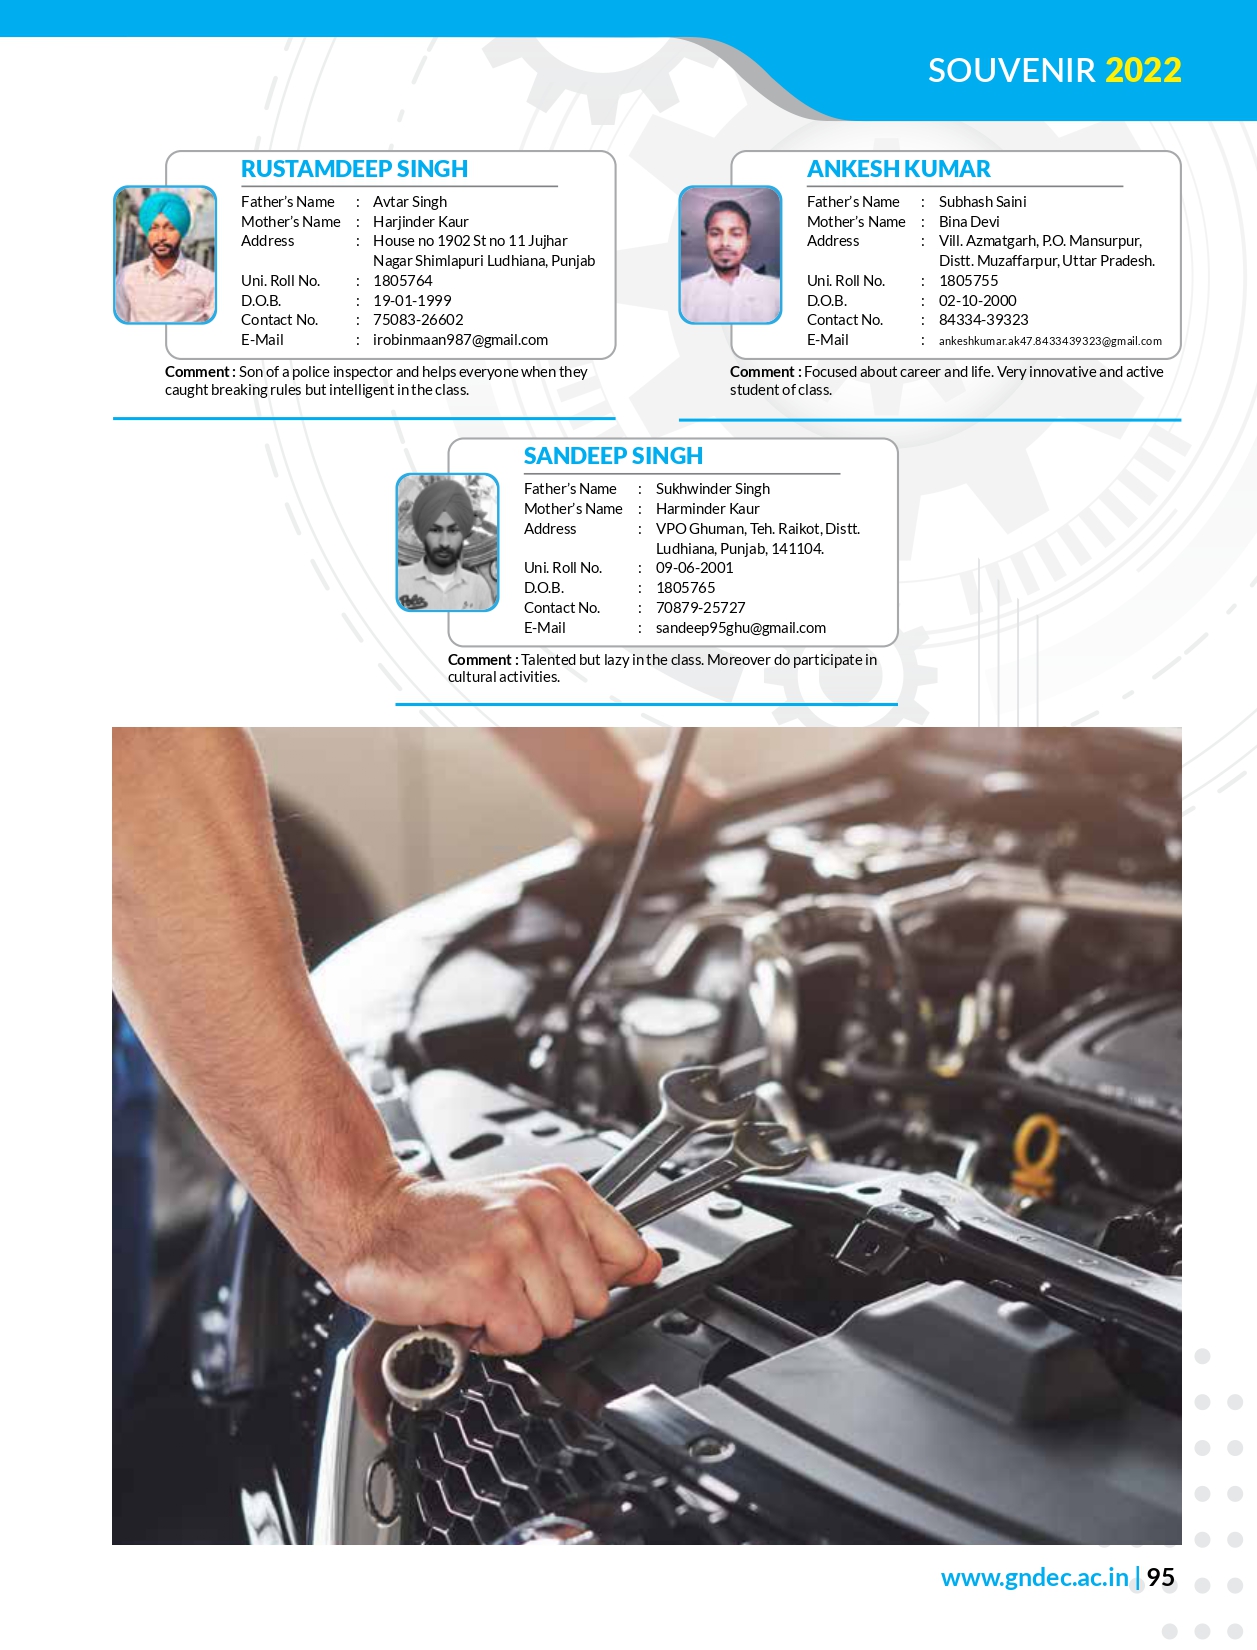 SOUVENIR 2022
RUSTAMDEEP SINGH
Father's Name : Avtar Singh
Mother's Name : Harjinder Kaur
Address : House no 1902 St no 11 Jujhar
Nagar Shimlapuri Ludhiana, Punjab
Uni. Roll No. : 1805764
D.O.B. : 19-01-1999
Contact No. : 75083-26602
E-Mail : irobinmaan987@gmail.com
Comment : Son of a police inspector and helps everyone when they
caught breaking rules but intelligent in the class.
ANKESH KUMAR
Father's Name : Subhash Saini
Mother's Name : Bina Devi
Address : Vill. Azmatgarh, P.O. Mansurpur,
Distt. Muzaffarpur, Uttar Pradesh.
Uni. Roll No. : 1805755
D.O.B. : 02-10-2000
Contact No. : 84334-39323
E-Mail : ankeshkumar.ak47.8433439323@gmail.com
Comment : Focused about career and life. Very innovative and active
student of class.
SANDEEP SINGH
Father's Name : Sukhwinder Singh
Mother's Name : Harminder Kaur
Address : VPO Ghuman, Teh. Raikot, Distt.
Ludhiana, Punjab, 141104.
Uni. Roll No. : 09-06-2001
D.O.B. : 1805765
Contact No. : 70879-25727
E-Mail : sandeep95ghu@gmail.com
Comment : Talented but lazy in the class. Moreover do participate in
cultural activities.
www.gndec.ac.in | 95